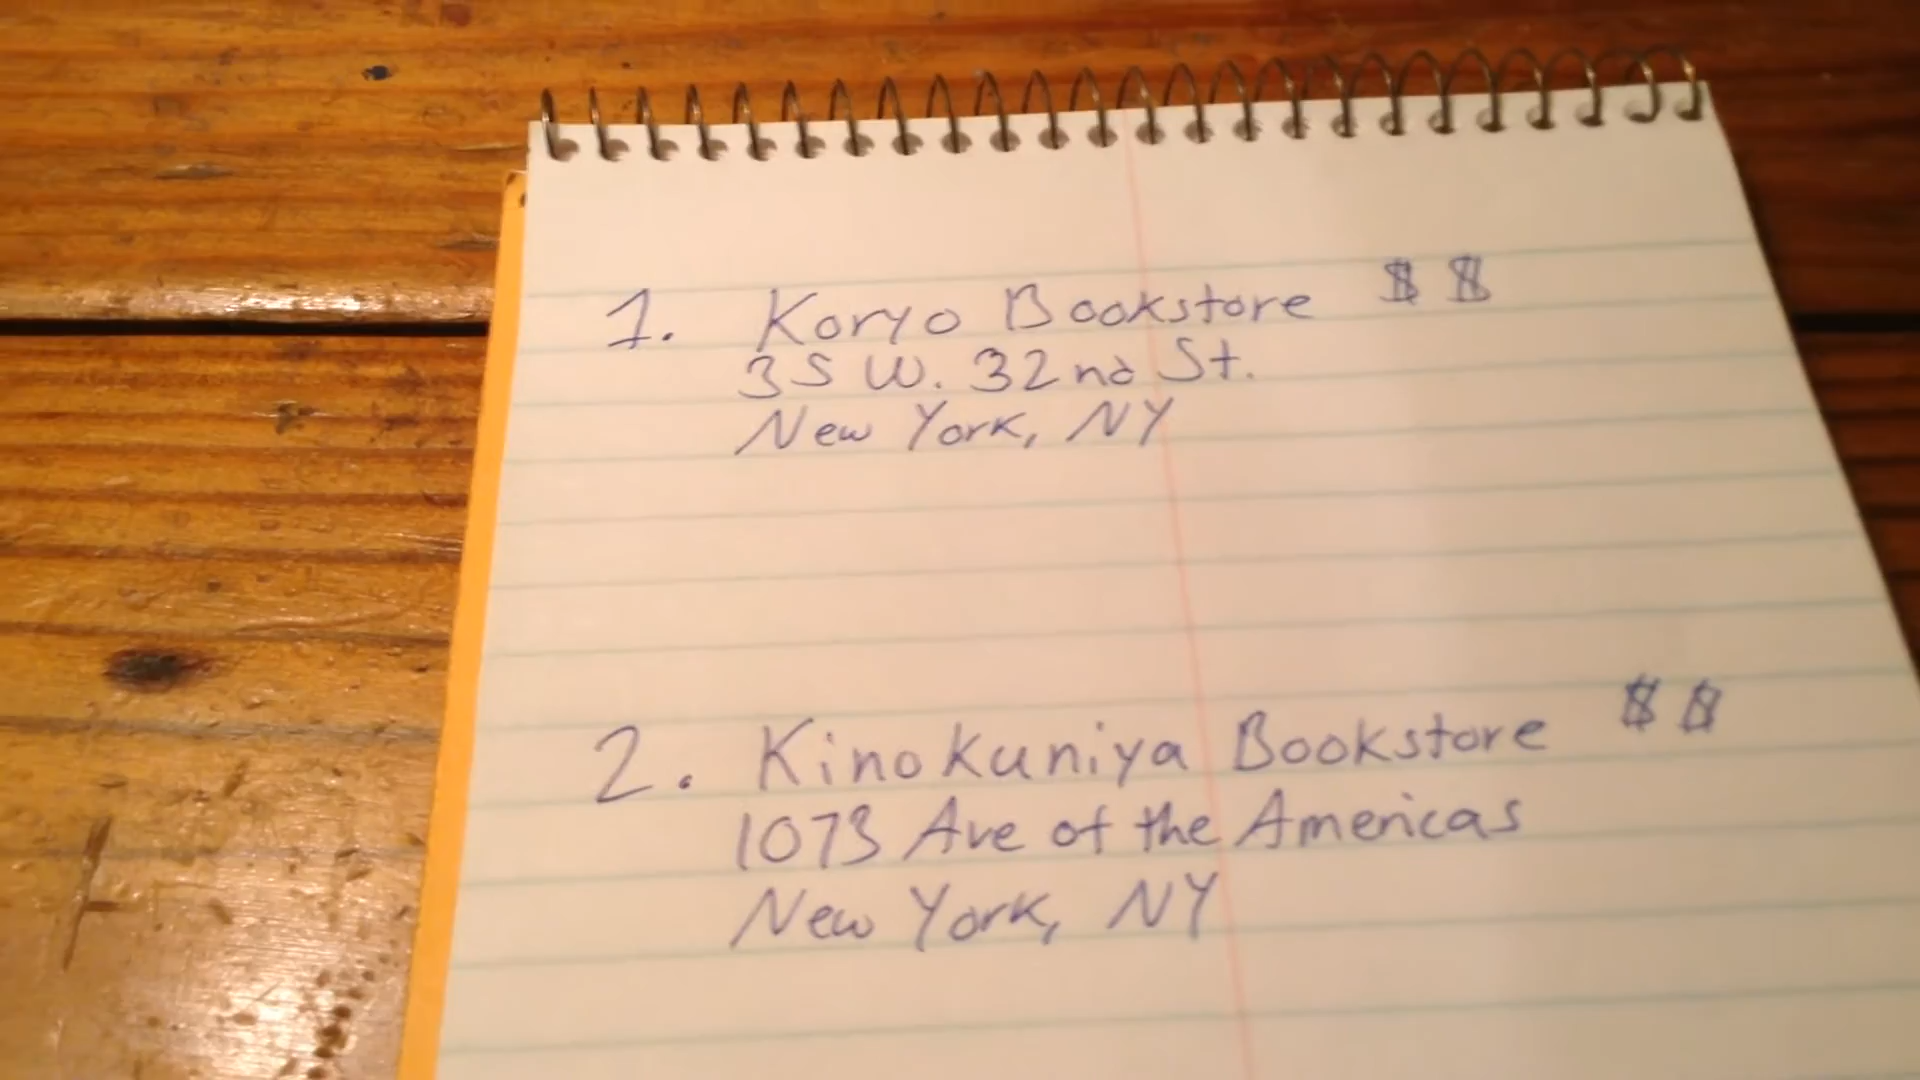 1. Koryo Bookstore $ $
35 W. 32nd St.
New York, NY
2. Kinokuniya Bookstore $ $
1073 Ave of the Americas
New York, NY